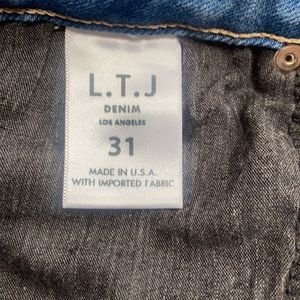 L.T.J
DENIM
LOS ANGELES
31
MADE IN U.S.A.
WITH IMPORTED FABRIC